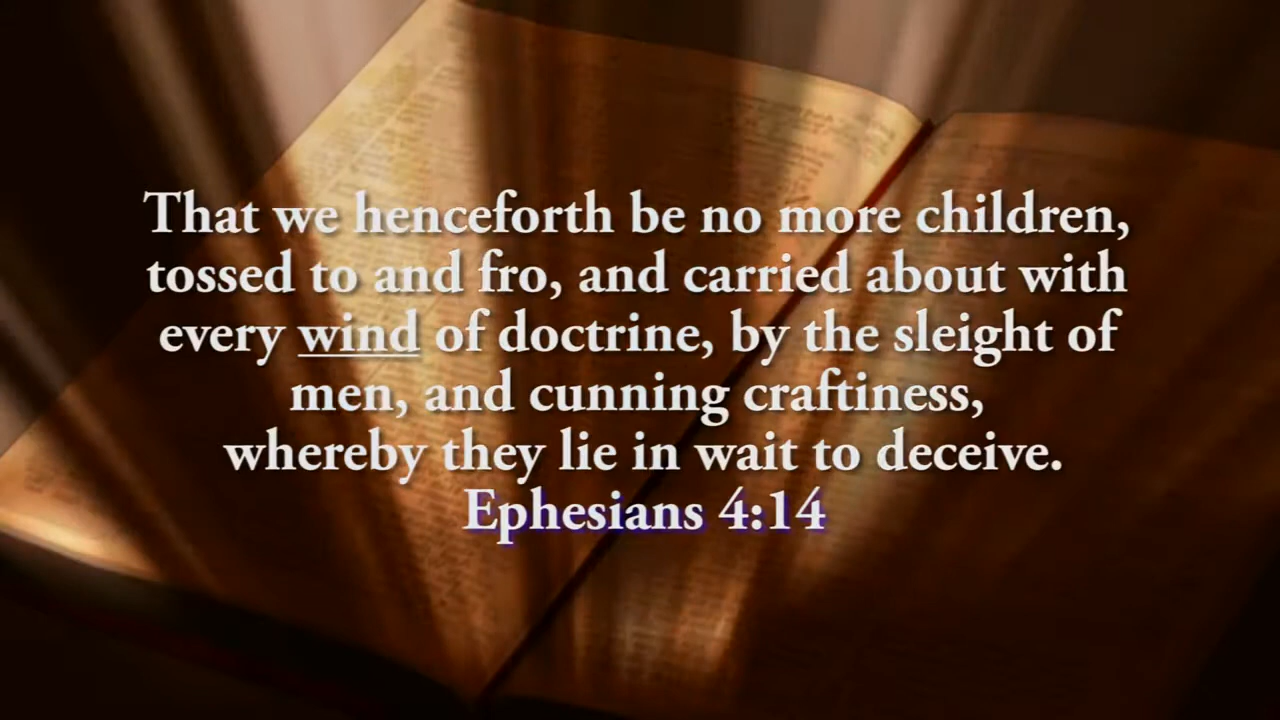 That we henceforth be no more children,
tossed to and fro, and carried about with
every wind of doctrine, by the sleight of
men, and cunning craftiness,
whereby they lie in wait to deceive.
Ephesians 4:14